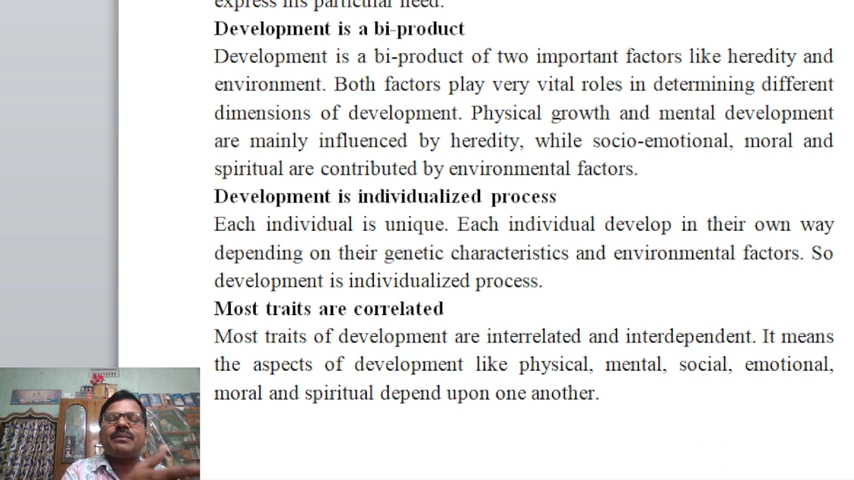 express his particular need.
Development is a bi-product
Development is a bi-product of two important factors like heredity and
environment. Both factors play very vital roles in determining different
dimensions of development. Physical growth and mental development
are mainly influenced by heredity, while socio-emotional, moral and
spiritual are contributed by environmental factors.
Development is individualized process
Each individual is unique. Each individual develop in their own way
depending on their genetic characteristics and environmental factors. So
development is individualized process.
Most traits are correlated
Most traits of development are interrelated and interdependent. It means
the aspects of development like physical, mental, social, emotional,
moral and spiritual depend upon one another.